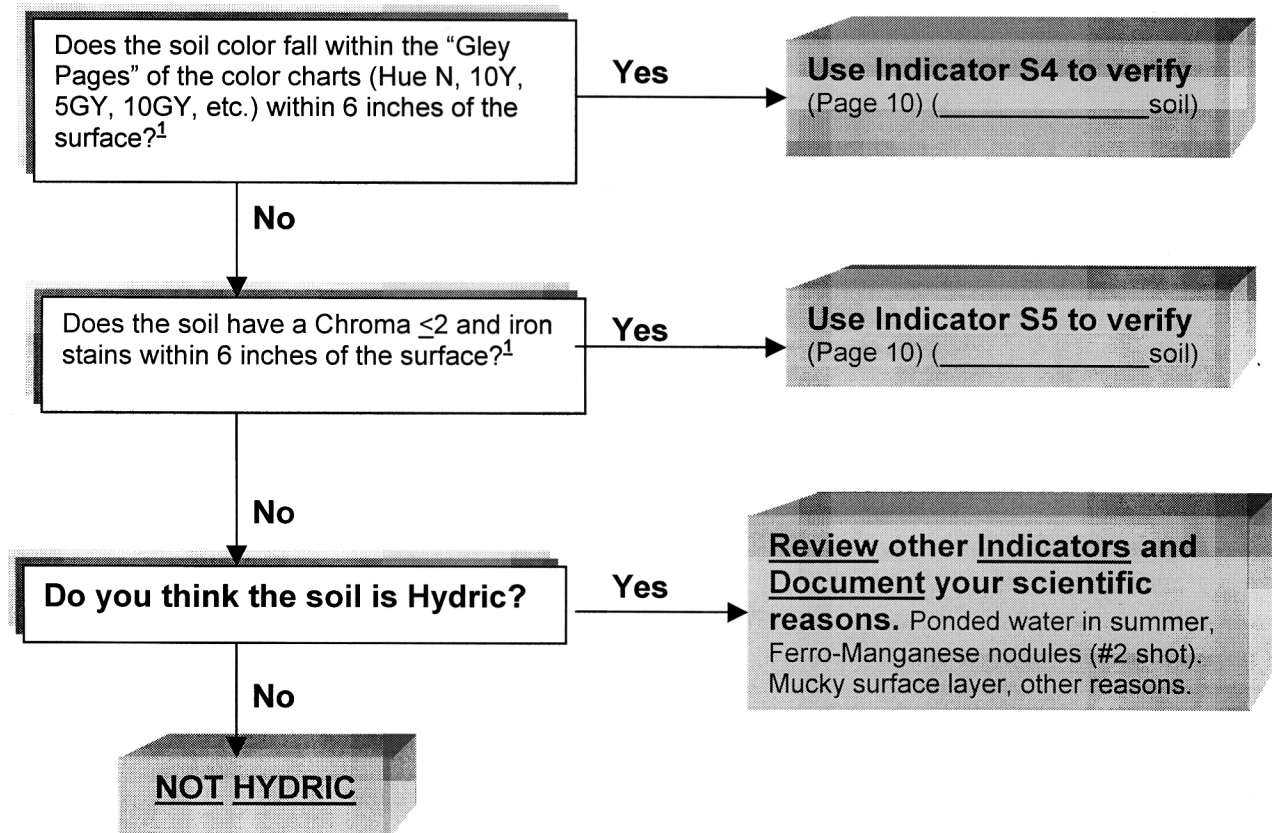 Does the soil color fall within the “Gley
Pages” of the color charts (Hue N, 10Y,
5GY, 10GY, etc.) within 6 inches of the
surface?1
Yes
Use Indicator S4 to verify
(Page 10) (_______________soil)
No
Does the soil have a Chroma <2 and iron
stains within 6 inches of the surface?1
Yes
Use Indicator S5 to verify
(Page 10) (_______________soil)
No
Do you think the soil is Hydric?
Yes
Review other Indicators and
Document your scientific
reasons. Ponded water in summer,
Ferro-Manganese nodules (#2 shot).
Mucky surface layer, other reasons.
No
NOT HYDRIC